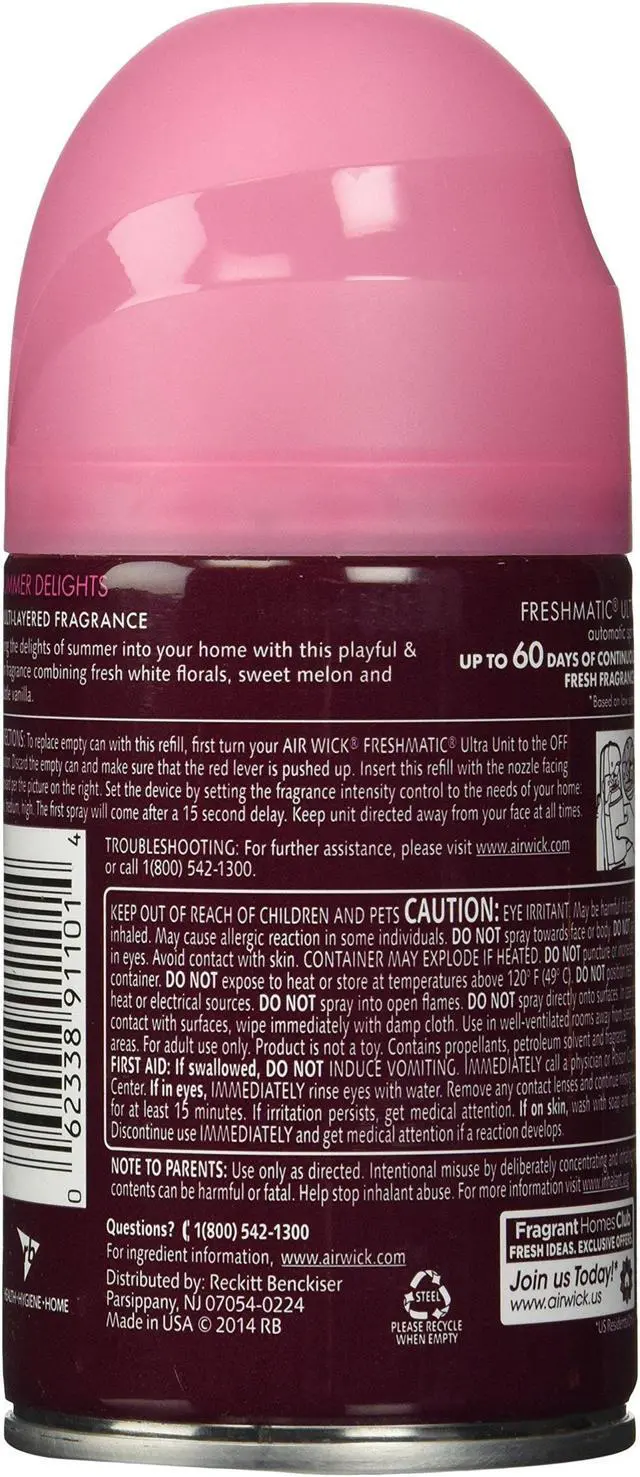 DELIGHTS
FRAGRANCE
the delights of summer into your home with this playful &
fragrance combining fresh white florals, sweet melon and
vanilla.
FRESHMATIC®
automatic
UP TO 60 DAYS OF
FRESH
*Based on low
To replace empty can with this refill, first turn your AIR WICK® FRESHMATIC® Ultra Unit to the OFF
Discard the empty can and make sure that the red lever is pushed up. Insert this refill with the nozzle facing
per the picture on the right. Set the device by setting the fragrance intensity control to the needs of your home:
high. The first spray will come after a 15 second delay. Keep unit directed away from your face at all times.
TROUBLESHOOTING: For further assistance, please visit www.airwick.com
or call 1(800) 542-1300.
KEEP OUT OF REACH OF CHILDREN AND PETS CAUTION: EYE IRRITANT. May be harmful if
inhaled. May cause allergic reaction in some individuals. DO NOT spray towards face or body. DO NOT
in eyes. Avoid contact with skin. CONTAINER MAY EXPLODE IF HEATED. DO NOT puncture or
container. DO NOT expose to heat or store at temperatures above 120° F (49° C). DO NOT position
heat or electrical sources. DO NOT spray into open flames. DO NOT spray directly onto surfaces.
contact with surfaces, wipe immediately with damp cloth. Use in well-ventilated rooms away from
areas. For adult use only. Product is not a toy. Contains propellants, petroleum solvent and fragrance.
FIRST AID: If swallowed, DO NOT INDUCE VOMITING. IMMEDIATELY call a physician or
Center. If in eyes, IMMEDIATELY rinse eyes with water. Remove any contact lenses and continue
for at least 15 minutes. If irritation persists, get medical attention. If on skin, wash with soap and
Discontinue use IMMEDIATELY and get medical attention if a reaction develops.
NOTE TO PARENTS: Use only as directed. Intentional misuse by deliberately concentrating and
contents can be harmful or fatal. Help stop inhalant abuse. For more information visit
0 62338 91101 4
Questions? 1(800) 542-1300
For ingredient information, www.airwick.com
Distributed by: Reckitt Benckiser
Parsippany, NJ 07054-0224
Made in USA © 2014 RB
rb
HYGIENE • HOME
STEEL
PLEASE RECYCLE
WHEN EMPTY
Fragrant Homes Club
FRESH IDEAS. EXCLUSIVE OFFERS.
Join us Today!*
www.airwick.us
*US Residents